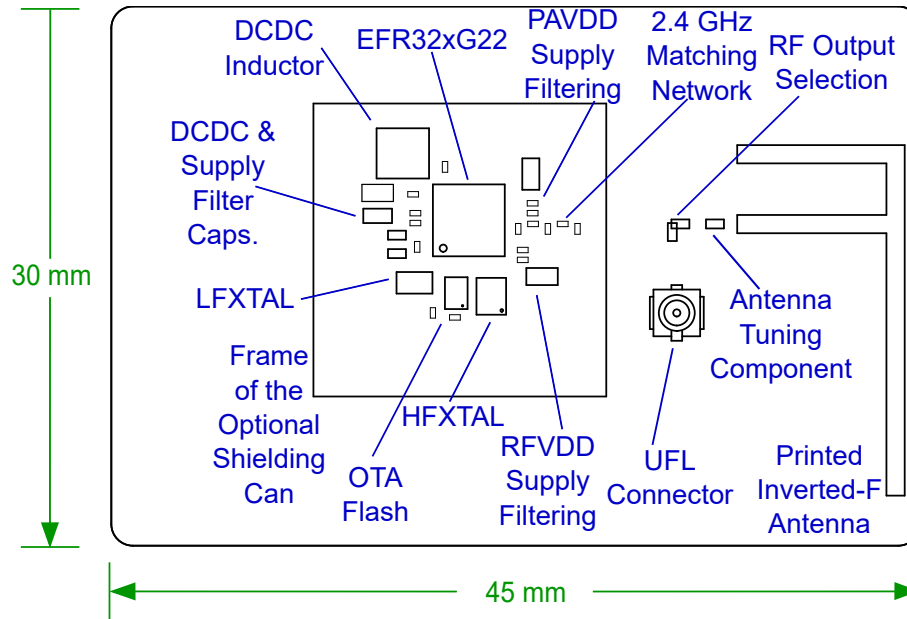 DCDC
Inductor
EFR32xG22
PAVDD
Supply
Filtering
2.4 GHz
Matching
Network
RF Output
Selection
DCDC &
Supply
Filter
Caps.
30 mm
LFXTAL
Antenna
Tuning
Component
Frame
of the
Optional
Shielding
Can
HFXTAL
OTA
Flash
RFVDD
Supply
Filtering
UFL
Connector
Printed
Inverted-F
Antenna
45 mm